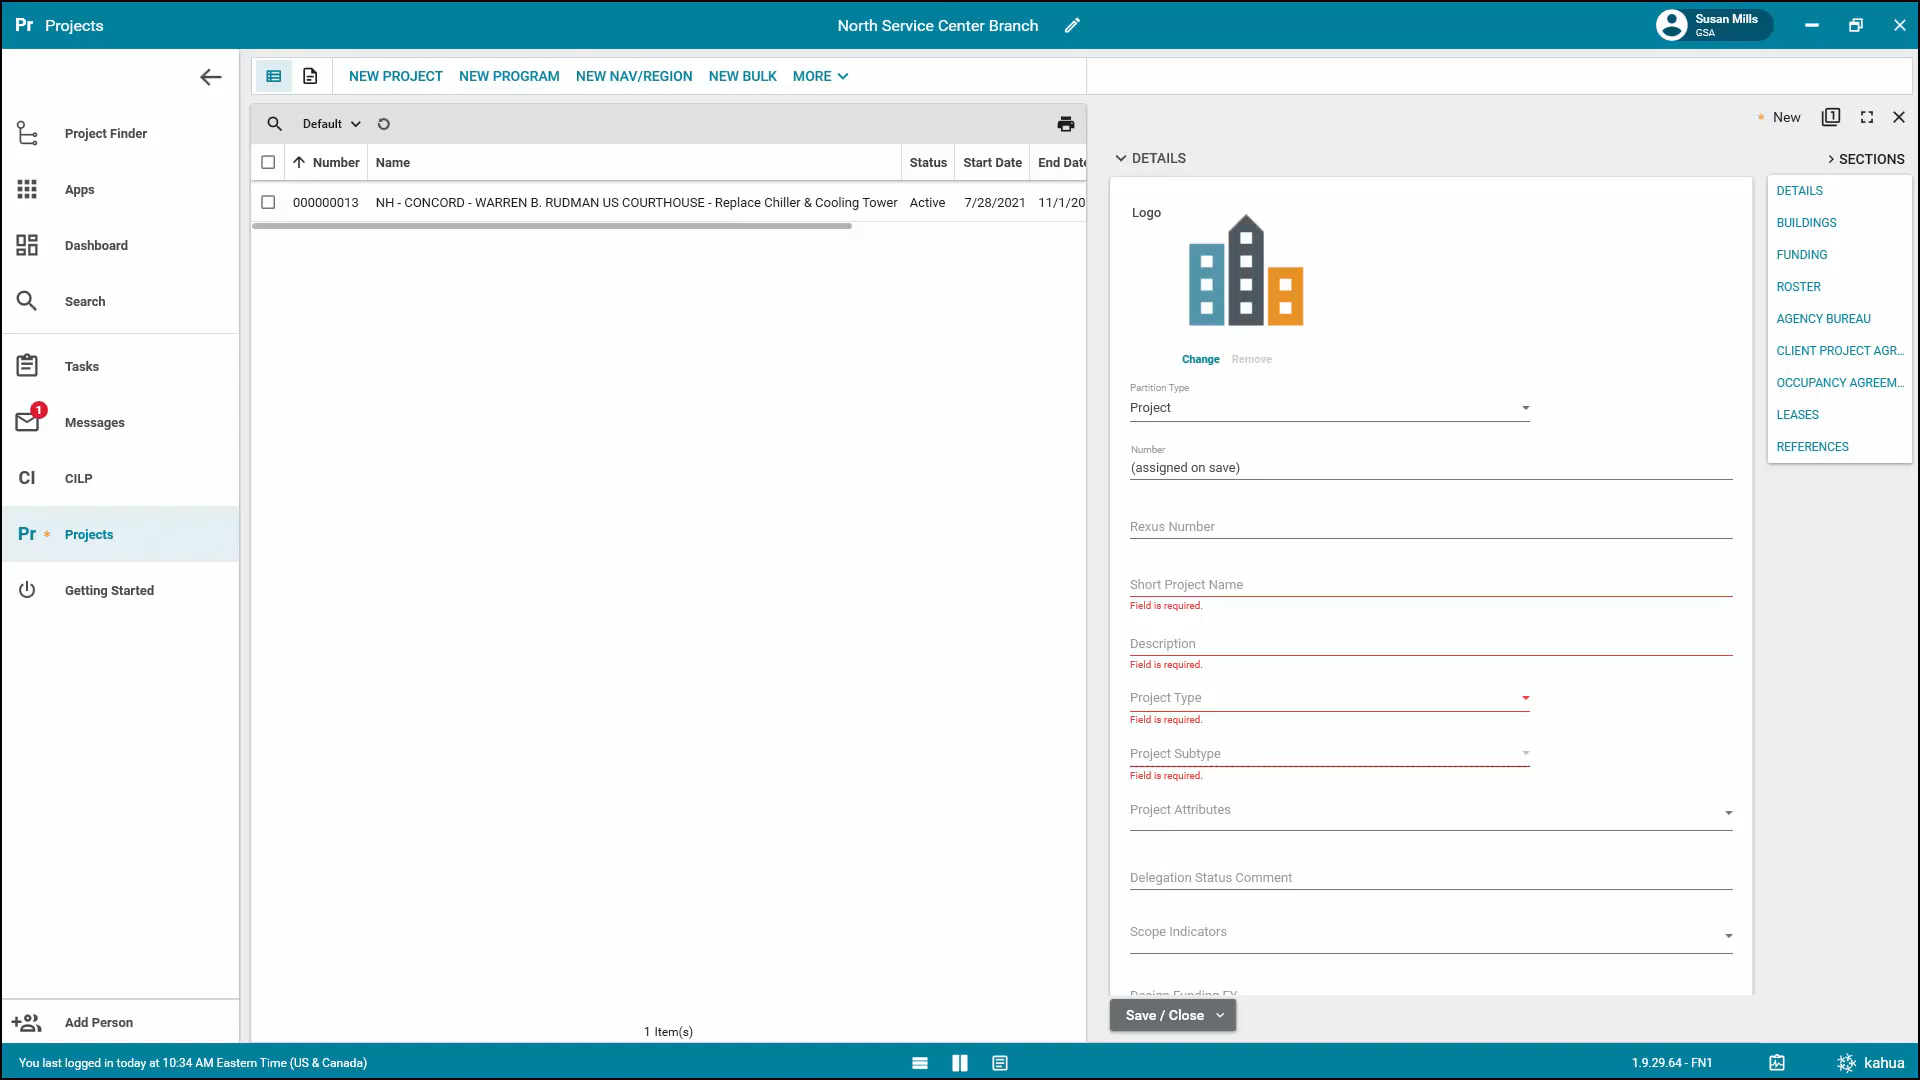 Pr Projects
North Service Center Branch
Susan Mills
GSA
NEW PROJECT NEW PROGRAM NEW NAV/REGION NEW BULK MORE
Project Finder
Apps
Dashboard
Search
Tasks
1
Messages
CI CILP
Pr * Projects
Getting Started
Add Person
Default
Number Name Status Start Date End Date
000000013 NH - CONCORD - WARREN B. RUDMAN US COURTHOUSE - Replace Chiller & Cooling Tower Active 7/28/2021 11/1/20
1 Item(s)
* New 1
DETAILS
SECTIONS
Logo
Change Remove
Partition Type
Project
Number
(assigned on save)
Rexus Number
Short Project Name
Field is required.
Description
Field is required.
Project Type
Field is required.
Project Subtype
Field is required.
Project Attributes
Delegation Status Comment
Scope Indicators
Design Funding FY
Save / Close
DETAILS
BUILDINGS
FUNDING
ROSTER
AGENCY BUREAU
CLIENT PROJECT AGR...
OCCUPANCY AGREEM...
LEASES
REFERENCES
You last logged in today at 10:34 AM Eastern Time (US & Canada)
1.9.29.64 - FN1
kahua